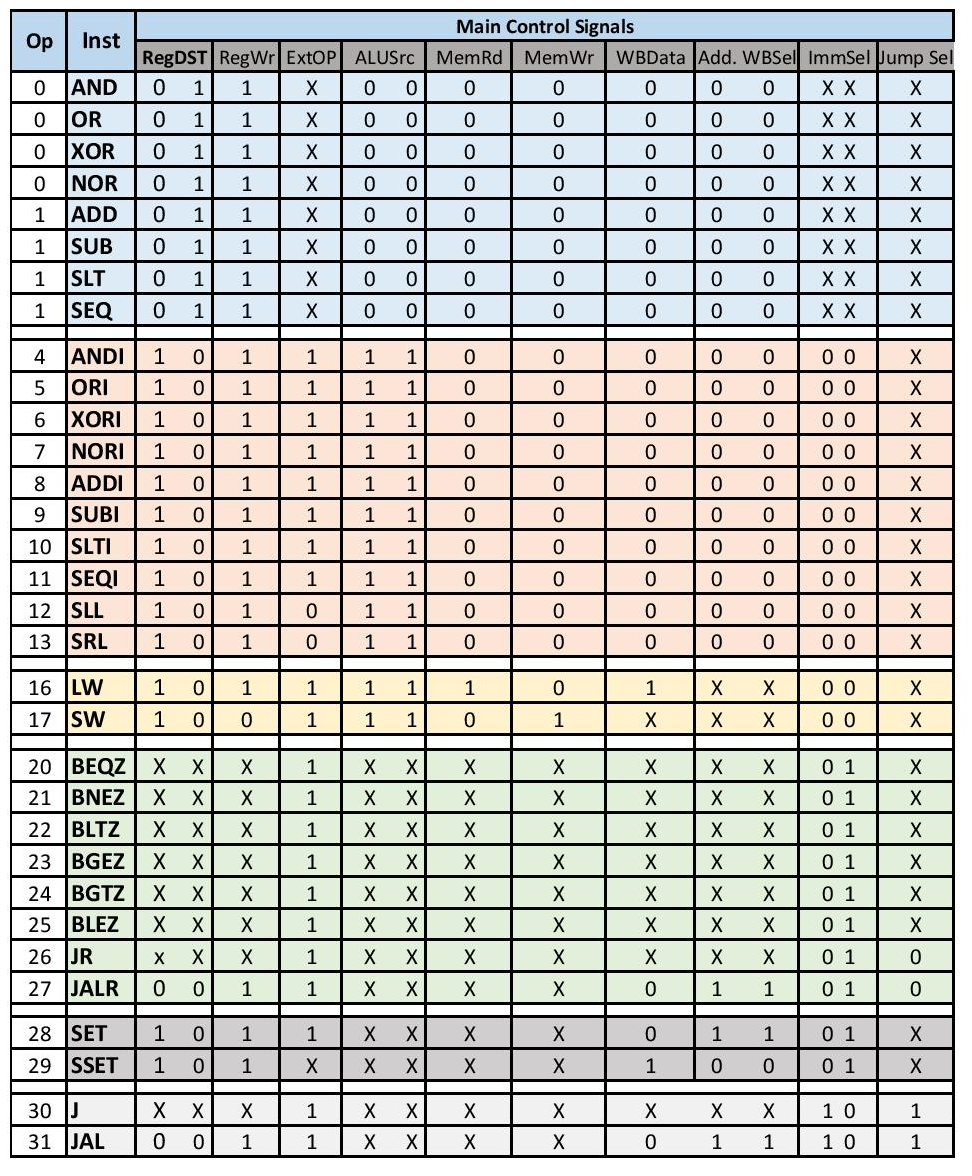 Op Inst Main Control Signals
RegDST RegWr ExtOP ALUSrc MemRd MemWr WBData Add. WBSel ImmSel Jump Sel
0 AND 0 1 1 X 0 0 0 0 0 0 0 X X X
0 OR 0 1 1 X 0 0 0 0 0 0 0 X X X
0 XOR 0 1 1 X 0 0 0 0 0 0 0 X X X
0 NOR 0 1 1 X 0 0 0 0 0 0 0 X X X
1 ADD 0 1 1 X 0 0 0 0 0 0 0 X X X
1 SUB 0 1 1 X 0 0 0 0 0 0 0 X X X
1 SLT 0 1 1 X 0 0 0 0 0 0 0 X X X
1 SEQ 0 1 1 X 0 0 0 0 0 0 0 X X X
4 ANDI 1 0 1 1 1 1 0 0 0 0 0 0 0 X
5 ORI 1 0 1 1 1 1 0 0 0 0 0 0 0 X
6 XORI 1 0 1 1 1 1 0 0 0 0 0 0 0 X
7 NORI 1 0 1 1 1 1 0 0 0 0 0 0 0 X
8 ADDI 1 0 1 1 1 1 0 0 0 0 0 0 0 X
9 SUBI 1 0 1 1 1 1 0 0 0 0 0 0 0 X
10 SLTI 1 0 1 1 1 1 0 0 0 0 0 0 0 X
11 SEQI 1 0 1 1 1 1 0 0 0 0 0 0 0 X
12 SLL 1 0 1 0 1 1 0 0 0 0 0 0 0 X
13 SRL 1 0 1 0 1 1 0 0 0 0 0 0 0 X
16 LW 1 0 1 1 1 1 1 0 1 X X 0 0 X
17 SW 1 0 0 1 1 1 0 1 X X X 0 0 X
20 BEQZ X X X 1 X X X X X X X 0 1 X
21 BNEZ X X X 1 X X X X X X X 0 1 X
22 BLTZ X X X 1 X X X X X X X 0 1 X
23 BGEZ X X X 1 X X X X X X X 0 1 X
24 BGTZ X X X 1 X X X X X X X 0 1 X
25 BLEZ X X X 1 X X X X X X X 0 1 X
26 JR x X X 1 X X X X X X X 0 1 0
27 JALR 0 0 1 1 X X X X 0 1 1 0 1 0
28 SET 1 0 1 1 X X X X 0 1 1 0 1 X
29 SSET 1 0 1 X X X X X 1 0 0 0 1 X
30 J X X X 1 X X X X X X X 1 0 1
31 JAL 0 0 1 1 X X X X 0 1 1 1 0 1